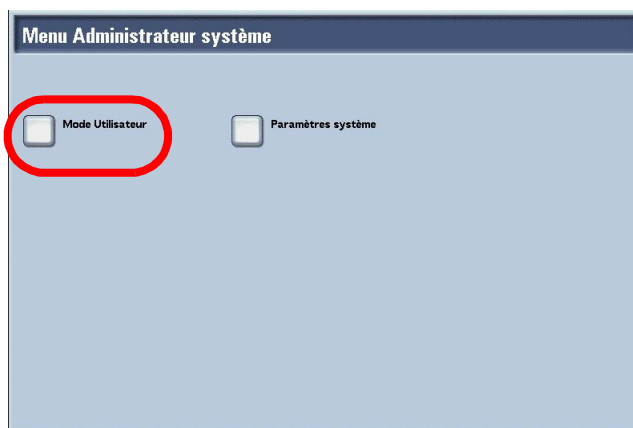 Menu Administrateur système
Mode Utilisateur
Paramètres système